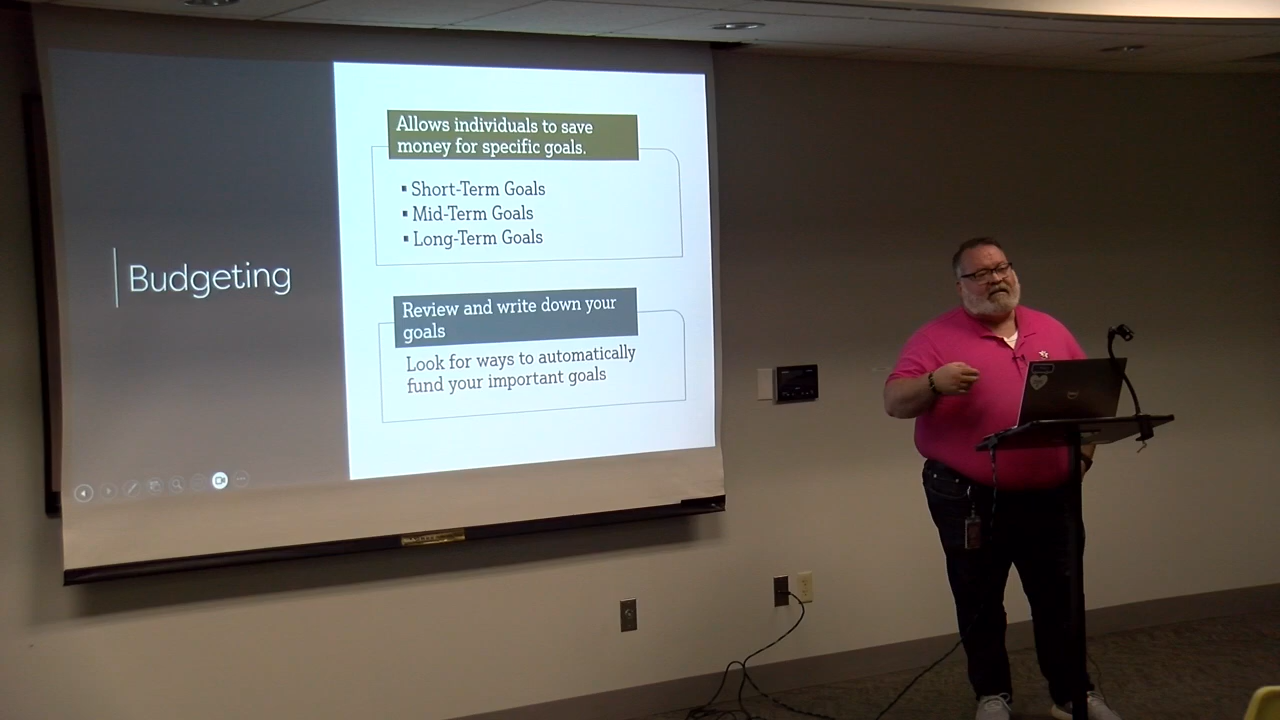 Budgeting
Allows individuals to save
money for specific goals.
▪ Short-Term Goals
▪ Mid-Term Goals
▪ Long-Term Goals
Review and write down your
goals
Look for ways to automatically
fund your important goals